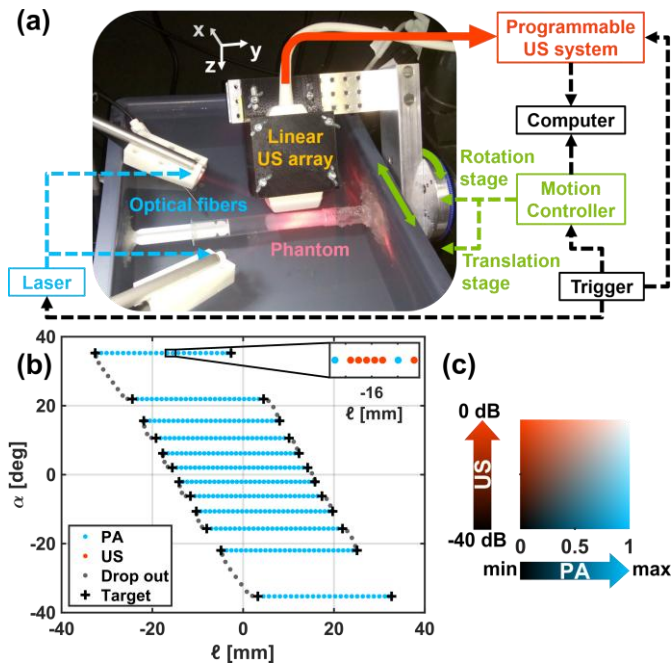 (a)
x
y
z
Programmable
US system
Computer
Linear
US array
Rotation
stage
Motion
Controller
Optical fibers
Phantom
Translation
stage
Laser
Trigger
(b)
40
20
0
-20
-40
α [deg]
-16
ℓ [mm]
PA
US
Drop out
Target
-40
-20
0
20
40
ℓ [mm]
(c)
0 dB
US
-40 dB
0
0.5
1
min
PA
max